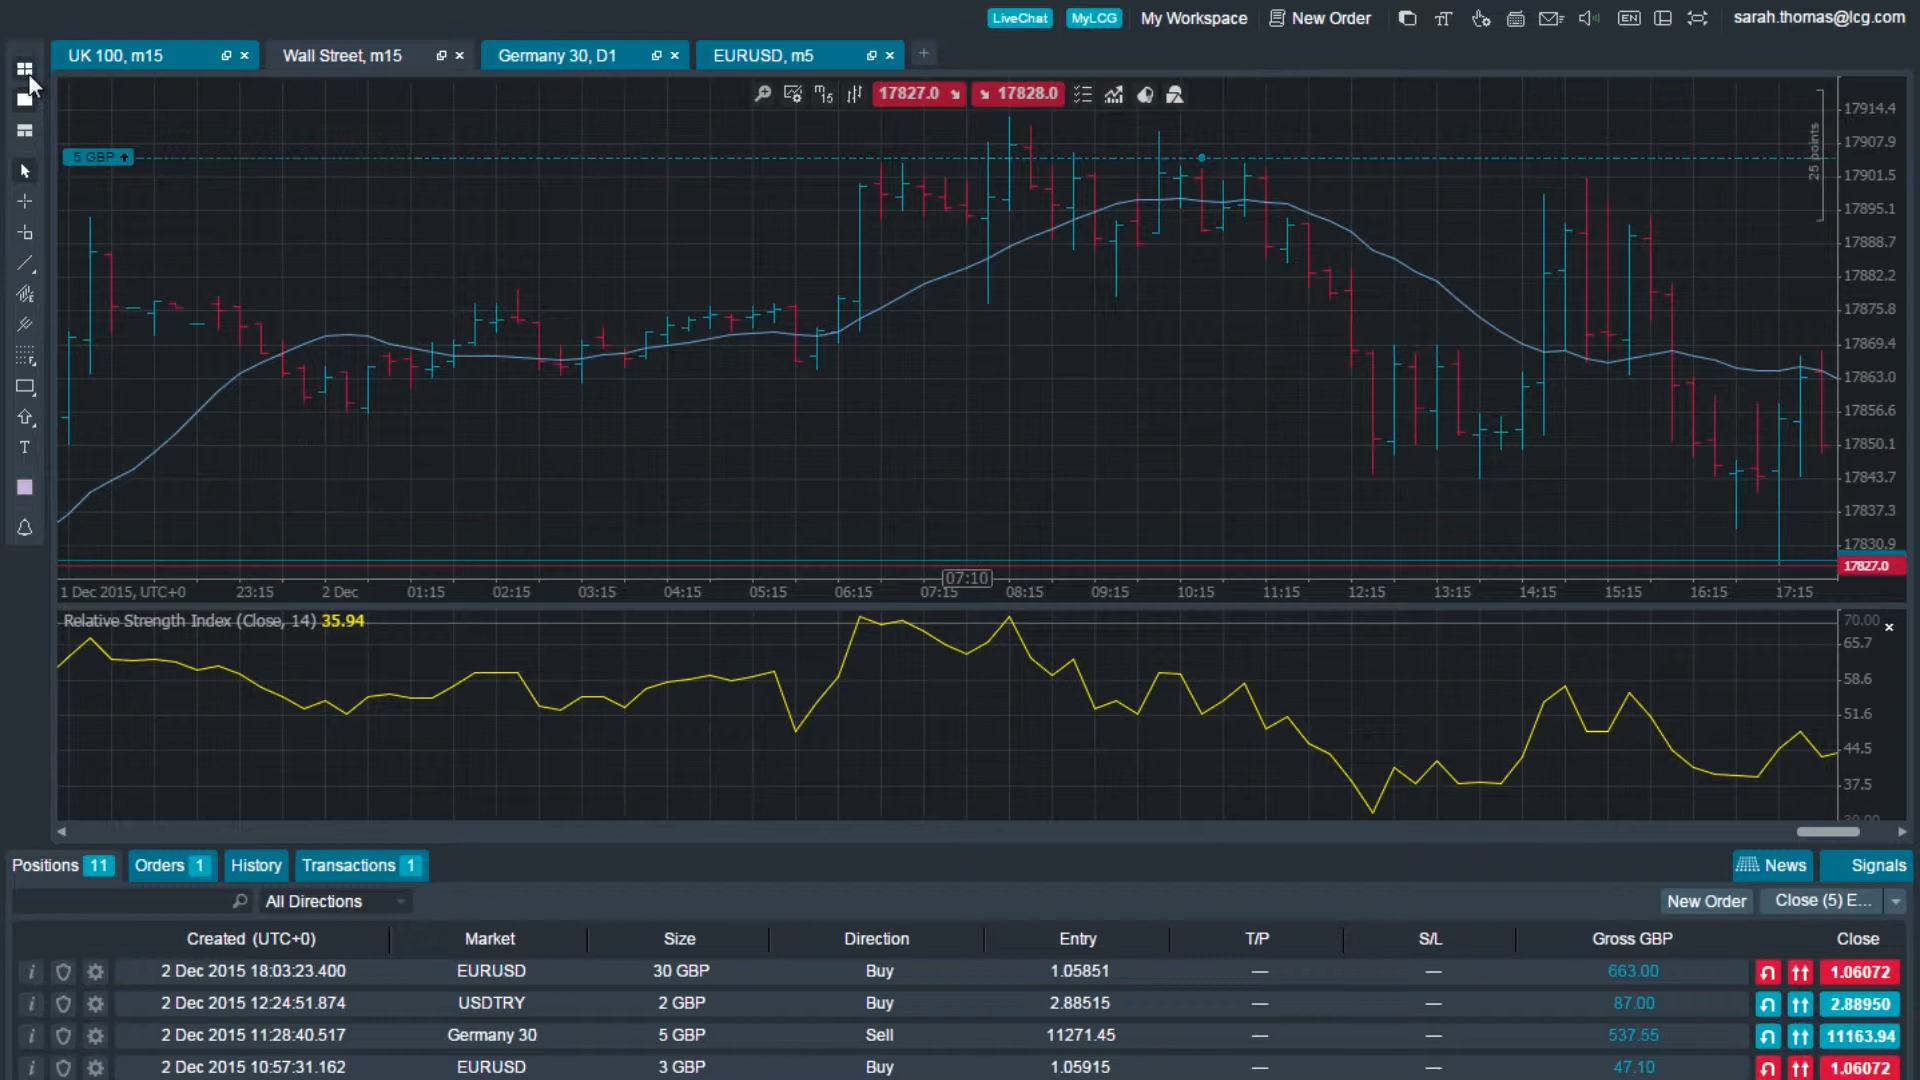 LiveChat MyLCG My Workspace New Order TT EN sarah.thomas@lcg.com
UK 100, m15 Wall Street, m15 Germany 30, D1 EURUSD, m5
m15 17827.0 17828.0
17914.4
17907.9
5 GBP
25 points
17901.5
17895.1
17888.7
17882.2
17875.8
17869.4
17863.0
17856.6
17850.1
T
17843.7
17837.3
17830.9
17827.0
07:10
1 Dec 2015, UTC+0 23:15 2 Dec 01:15 02:15 03:15 04:15 05:15 06:15 07:15 08:15 09:15 10:15 11:15 12:15 13:15 14:15 15:15 16:15 17:15
Relative Strength Index (Close, 14) 35.94
70.00
65.7
58.6
51.6
44.5
37.5
Positions 11 Orders 1 History Transactions 1 News Signals
All Directions New Order Close (5) E...
Created (UTC+0) Market Size Direction Entry T/P S/L Gross GBP Close
2 Dec 2015 18:03:23.400 EURUSD 30 GBP Buy 1.05851 — — 663.00 1.06072
2 Dec 2015 12:24:51.874 USDTRY 2 GBP Buy 2.88515 — — 87.00 2.88950
2 Dec 2015 11:28:40.517 Germany 30 5 GBP Sell 11271.45 — — 537.55 11163.94
2 Dec 2015 10:57:31.162 EURUSD 3 GBP Buy 1.05915 — — 47.10 1.06072